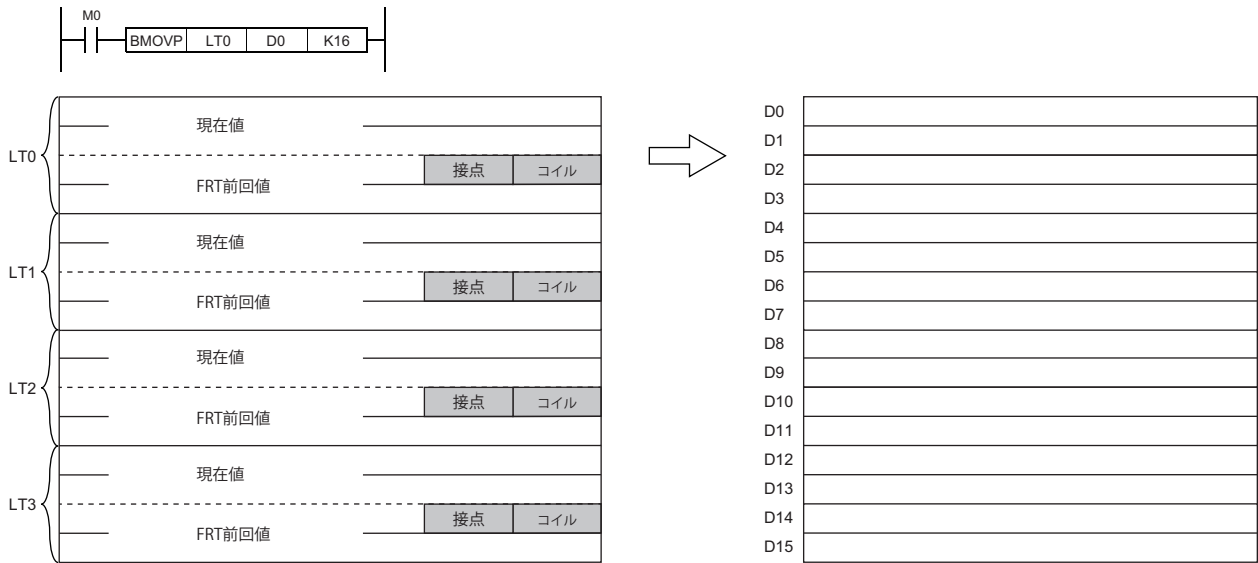 M0
BMOVP LT0 D0 K16
LT0
現在値
接点 コイル
FRT前回値
LT1
現在値
接点 コイル
FRT前回値
LT2
現在値
接点 コイル
FRT前回値
LT3
現在値
接点 コイル
FRT前回値
D0
D1
D2
D3
D4
D5
D6
D7
D8
D9
D10
D11
D12
D13
D14
D15